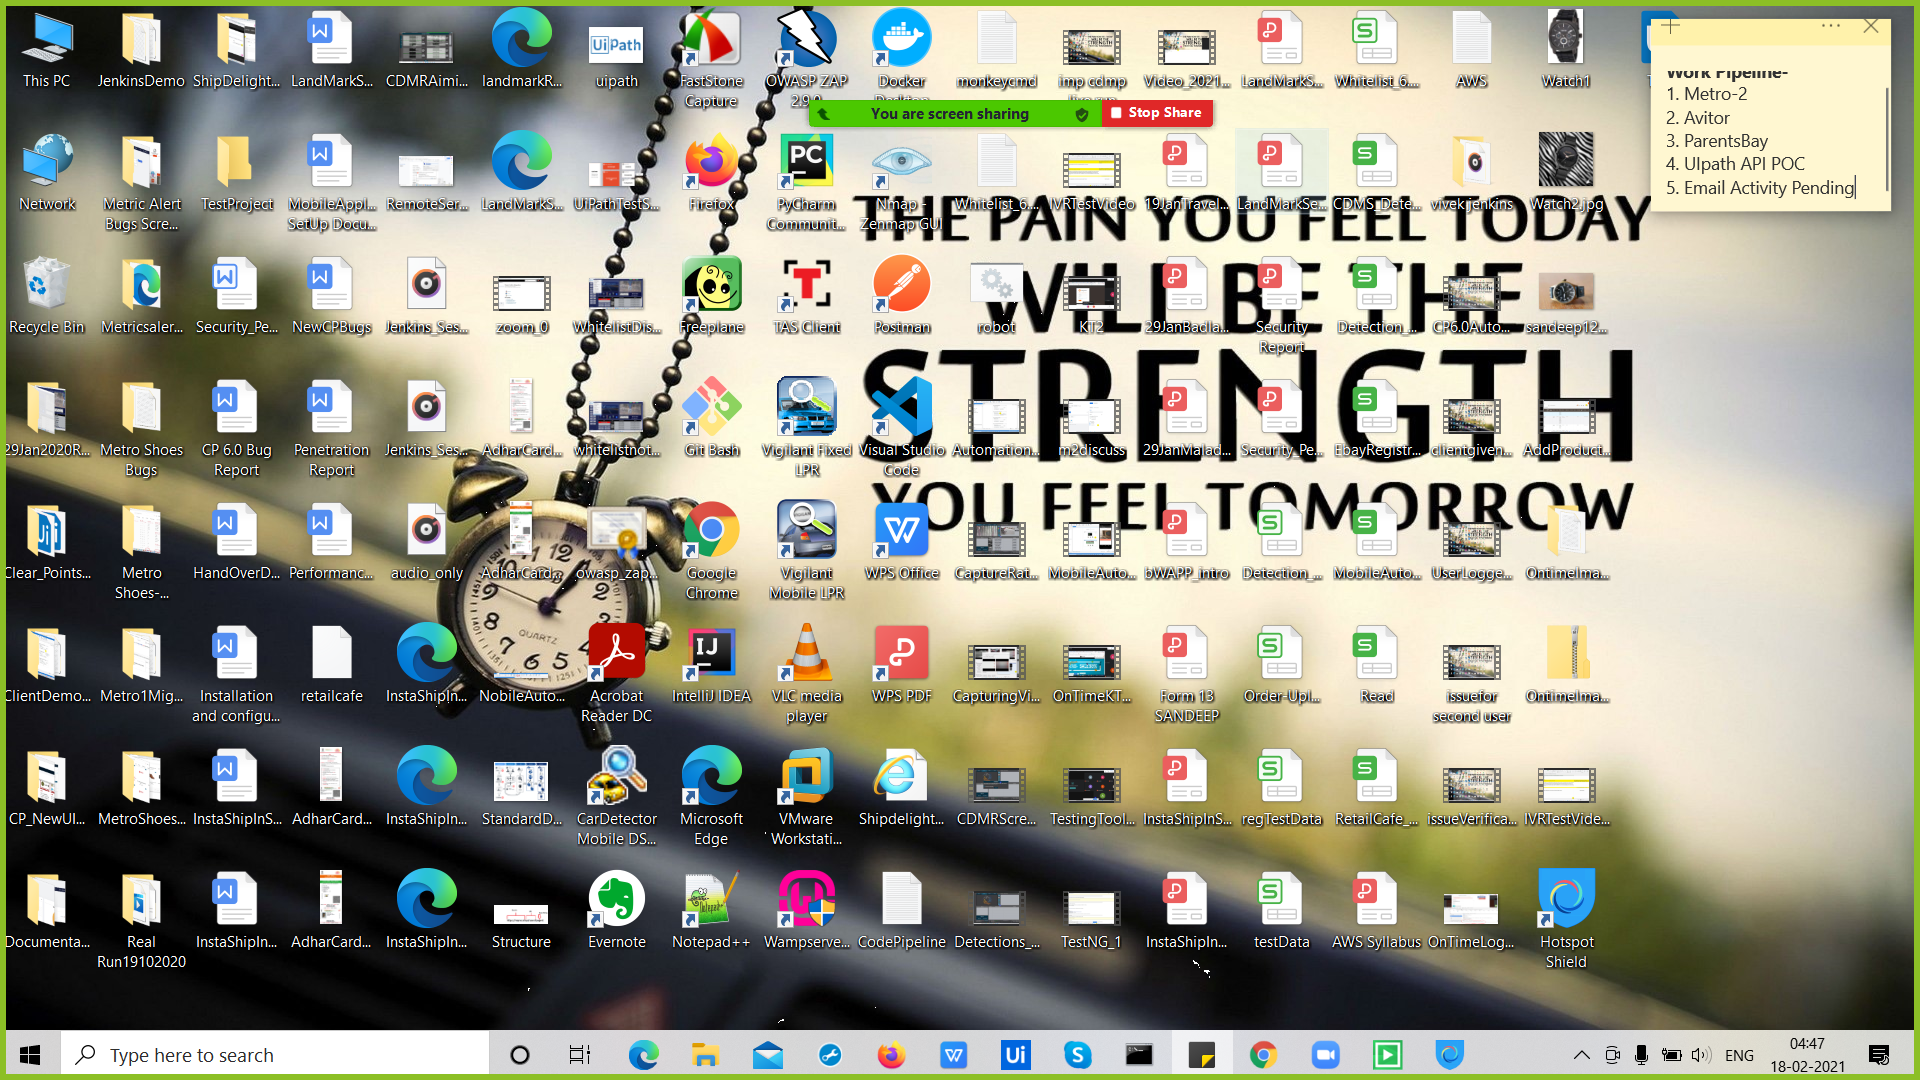 This PC
JenkinsDemo
ShipDelight...
LandMarkS...
CDMRAimi...
landmarkR...
UiPath
uipath
FastStone
Capture
OWASP ZAP
2.9.0
Docker
Desktop
monkeycmd
imp cdmp
live run
Video_2021...
LandMarkS...
Whitelist_6....
AWS
Watch1
Work Pipeline-
1. Metro-2
2. Avitor
3. ParentsBay
4. UIpath API POC
5. Email Activity Pending
You are screen sharing
Stop Share
Network
Metric Alert
Bugs Scre...
TestProject
MobileAppl...
SetUp Docu...
RemoteSer...
LandMarkS...
UiPathTestS...
Firefox
PC
PyCharm
Communit...
Nmap -
Zenmap GUI
Whitelist_6....
IVRTestVideo
19JanTravel...
LandMarkSe...
CDMS_Dete...
vivek jenkins
Watch2.jpg
THE PAIN YOU FEEL TODAY
WILL BE THE
STRENGTH
YOU FEEL TOMORROW
Recycle Bin
Metricsaler...
Security_Pe...
NewCPBugs
Jenkins_Ses...
zoom_0
WhitelistDis...
Freeplane
TAS Client
Postman
robot
KT2
29JanBadla...
Security
Report
Detection_...
CP6.0Auto...
sandeep12...
29Jan2020R...
Metro Shoes
Bugs
CP 6.0 Bug
Report
Penetration
Report
Jenkins_Ses...
AdharCard...
whitelistnot...
Git Bash
Vigilant Fixed
LPR
Visual Studio
Code
Automation...
m2discuss
29JanMalad...
Security_Pe...
EbayRegistr...
clientgiven...
AddProduct...
Clear_Points...
Metro
Shoes-...
HandOverD...
Performanc...
audio_only
AdharCard...
owasp_zap...
Google
Chrome
Vigilant
Mobile LPR
WPS Office
CaptureRat...
MobileAuto...
bWAPP_intro
Detection_...
MobileAuto...
UserLogge...
OntimeIma...
QUARTZ
ClientDemo...
Metro1Mig...
Installation
and configu...
retailcafe
InstaShipIn...
NobileAuto...
Acrobat
Reader DC
IJ
IntelliJ IDEA
VLC media
player
WPS PDF
CapturingVi...
OnTimeKT...
Form 13
SANDEEP
Order-Upl...
Read
issuefor
second user
OntimeIma...
CP_NewUI...
MetroShoes...
InstaShipInS...
AdharCard...
InstaShipIn...
StandardD...
CarDetector
Mobile DS...
Microsoft
Edge
VMware
Workstati...
Shipdelight...
CDMRScre...
TestingTool...
InstaShipInS...
regTestData
RetailCafe_...
issueVerifica...
IVRTestVide...
Documenta...
Real
Run19102020
InstaShipIn...
AdharCard...
InstaShipIn...
Structure
Evernote
Notepad++
Wampserve...
CodePipeline
Detections_...
TestNG_1
InstaShipIn...
testData
AWS Syllabus
OnTimeLog...
Hotspot
Shield
Type here to search
Ui
ENG
04:47
18-02-2021